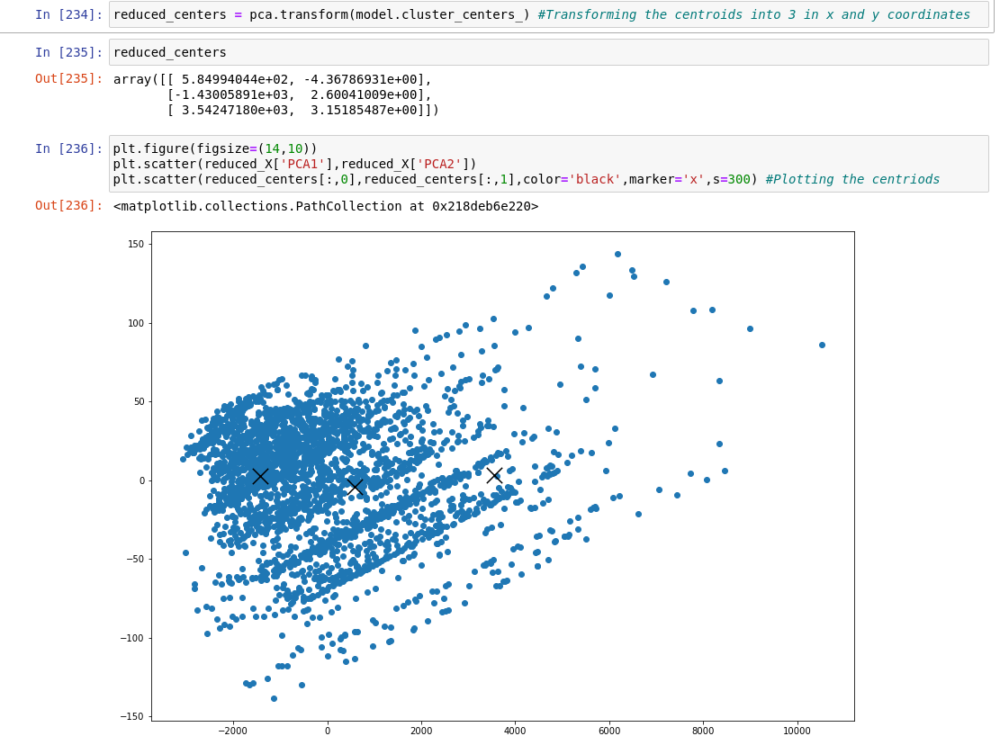 In [234]: reduced_centers = pca.transform(model.cluster_centers_) #Transforming the centroids into 3 in x and y coordinates
In [235]: reduced_centers
Out[235]: array([[ 5.84994044e+02, -4.36786931e+00],
[-1.43005891e+03,  2.60041009e+00],
[ 3.54247180e+03,  3.15185487e+00]])
In [236]: plt.figure(figsize=(14,10))
plt.scatter(reduced_X['PCA1'],reduced_X['PCA2'])
plt.scatter(reduced_centers[:,0],reduced_centers[:,1],color='black',marker='x',s=300) #Plotting the centriods
Out[236]: <matplotlib.collections.PathCollection at 0x218deb6e220>
150
100
50
0
−50
−100
−150
−2000 0 2000 4000 6000 8000 10000